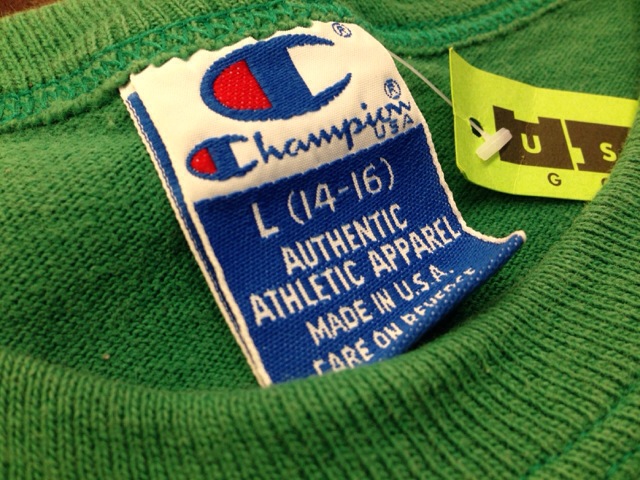 Champion®
USA
L (14-16)
AUTHENTIC
ATHLETIC APPAREL
MADE IN U.S.A.
CARE ON REVERSE